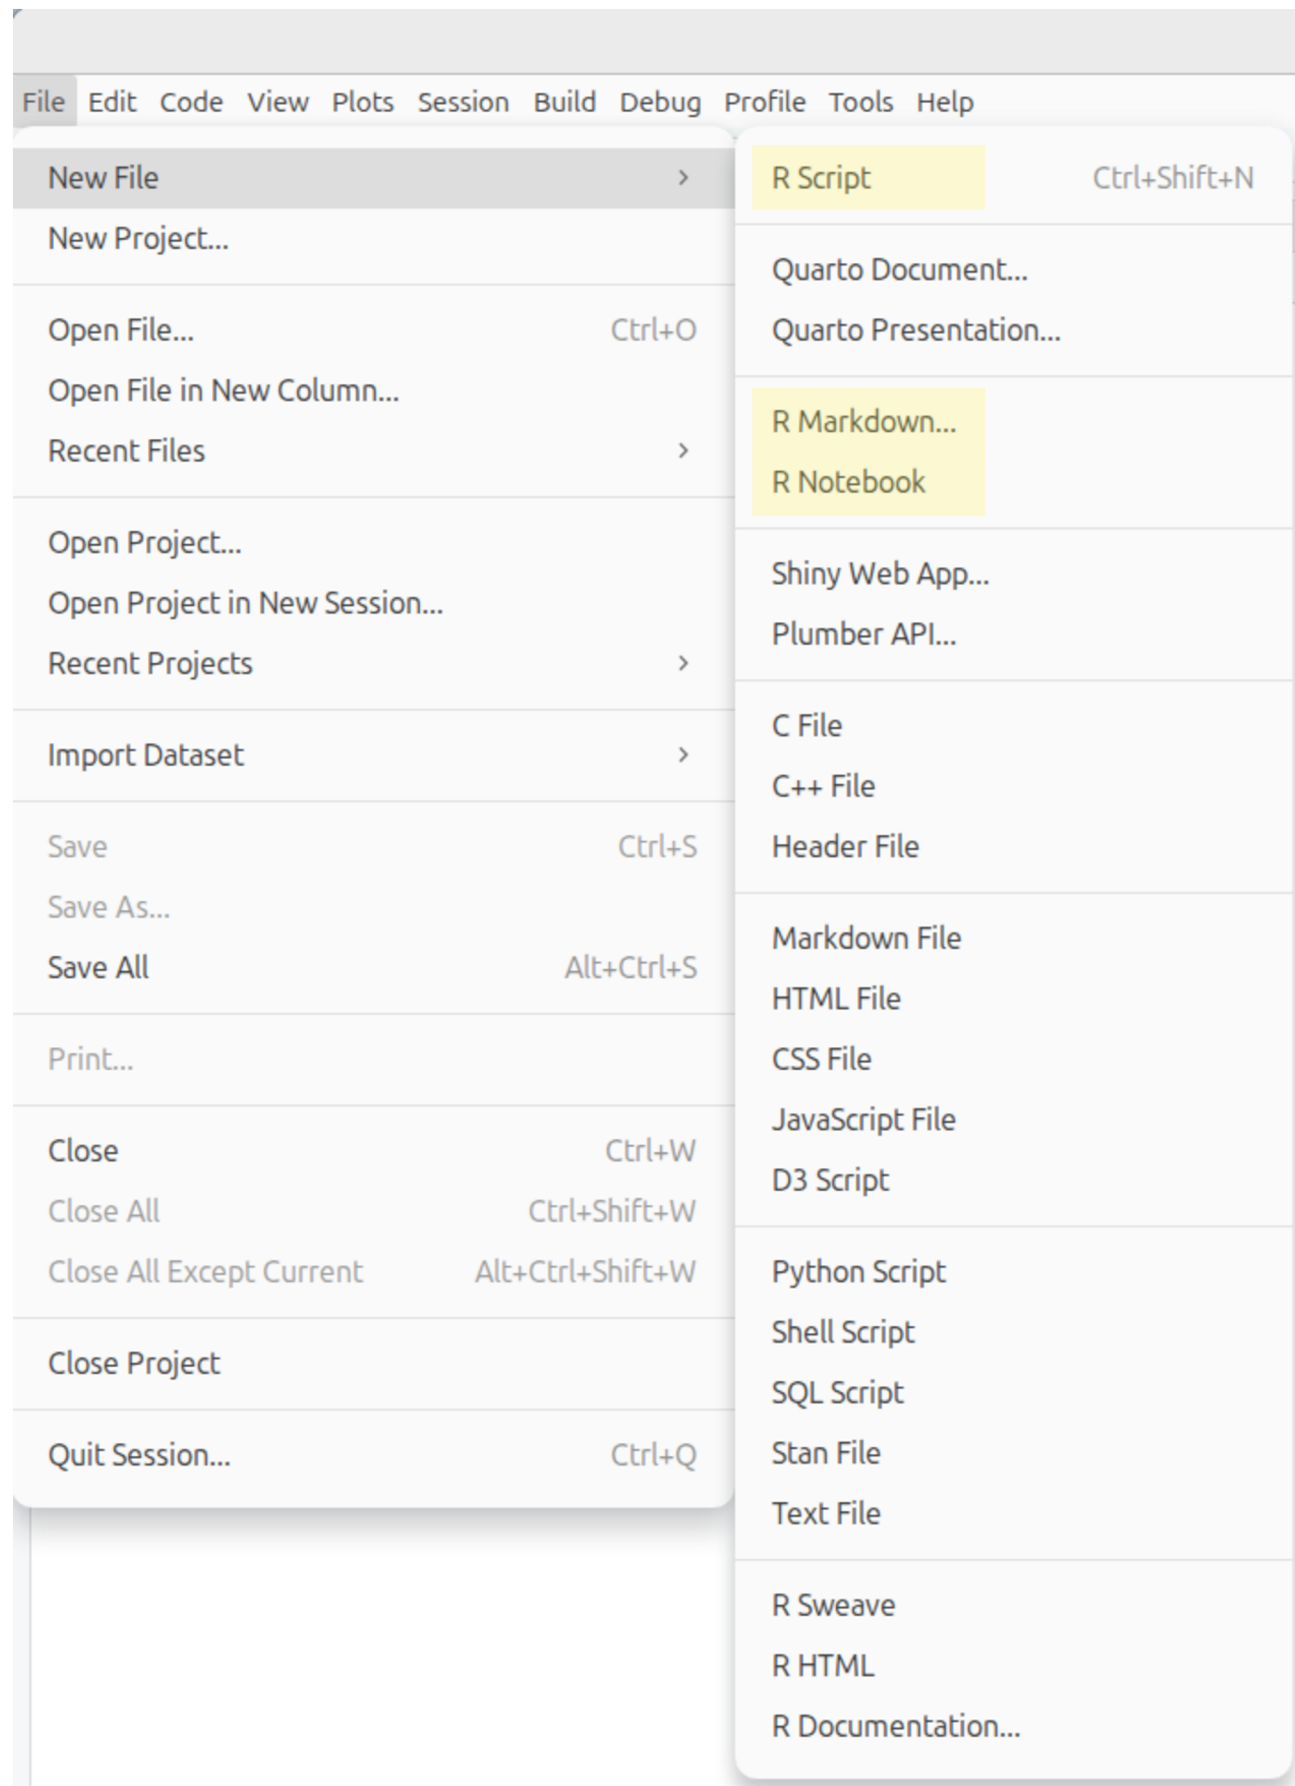 File Edit Code View Plots Session Build Debug Profile Tools Help
New File
New Project...
Open File... Ctrl+O
Open File in New Column...
Recent Files
Open Project...
Open Project in New Session...
Recent Projects
Import Dataset
Save Ctrl+S
Save As...
Save All Alt+Ctrl+S
Print...
Close Ctrl+W
Close All Ctrl+Shift+W
Close All Except Current Alt+Ctrl+Shift+W
Close Project
Quit Session... Ctrl+Q
R Script Ctrl+Shift+N
Quarto Document...
Quarto Presentation...
R Markdown...
R Notebook
Shiny Web App...
Plumber API...
C File
C++ File
Header File
Markdown File
HTML File
CSS File
JavaScript File
D3 Script
Python Script
Shell Script
SQL Script
Stan File
Text File
R Sweave
R HTML
R Documentation...